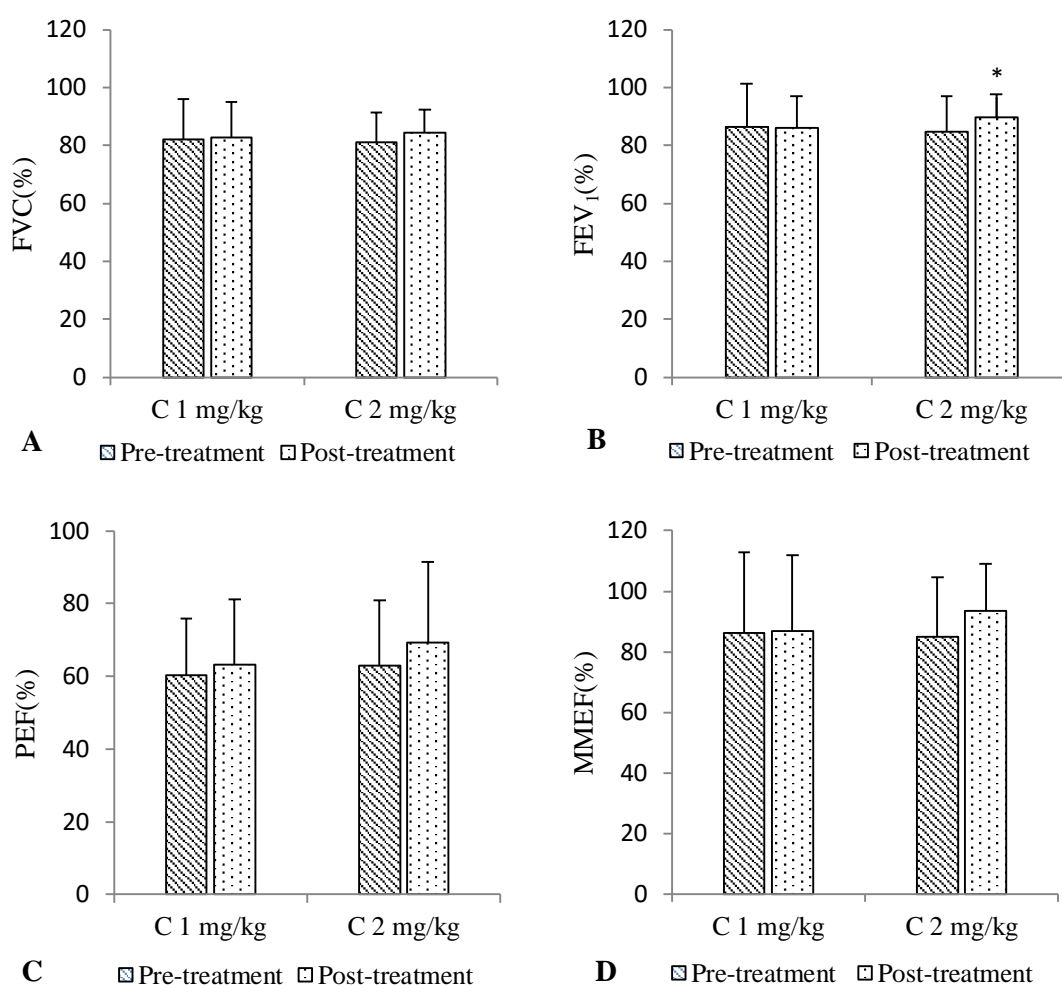 120
100
80
60
40
20
0
FVC(%)
C 1 mg/kg C 2 mg/kg
A
Pre-treatment Post-treatment
120
100
80
60
40
20
0
FEV₁(%)
*
C 1 mg/kg C 2 mg/kg
B
Pre-treatment Post-treatment
100
80
60
40
20
0
PEF(%)
C 1 mg/kg C 2 mg/kg
C
Pre-treatment Post-treatment
120
100
80
60
40
20
0
MMEF(%)
C 1 mg/kg C 2 mg/kg
D
Pre-treatment Post-treatment